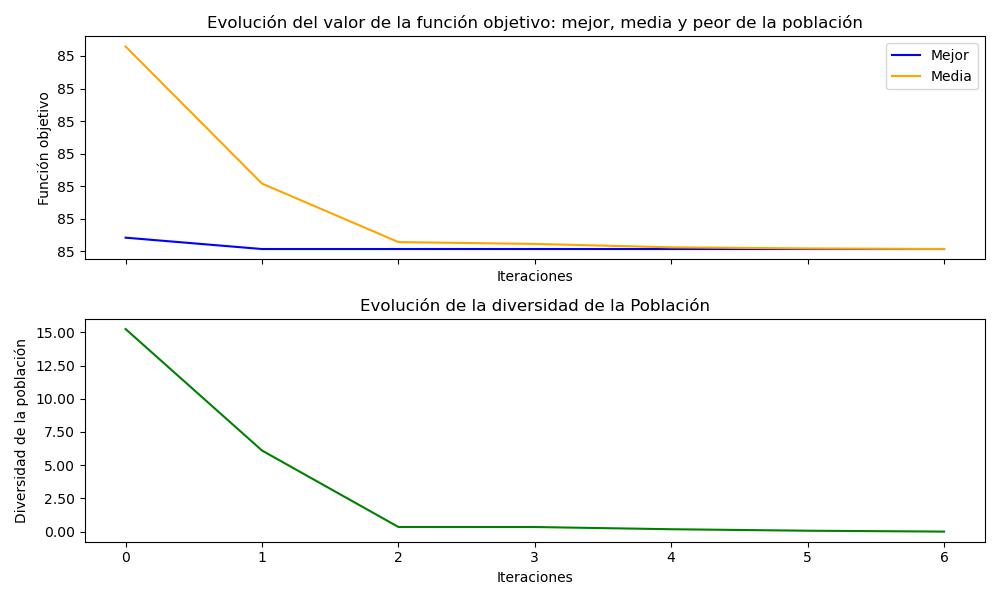 Evolución del valor de la función objetivo: mejor, media y peor de la población
Función objetivo
85
85
85
85
85
85
85
Mejor
Media
Iteraciones
Evolución de la diversidad de la Población
Diversidad de la población
15.00
12.50
10.00
7.50
5.00
2.50
0.00
0 1 2 3 4 5 6
Iteraciones